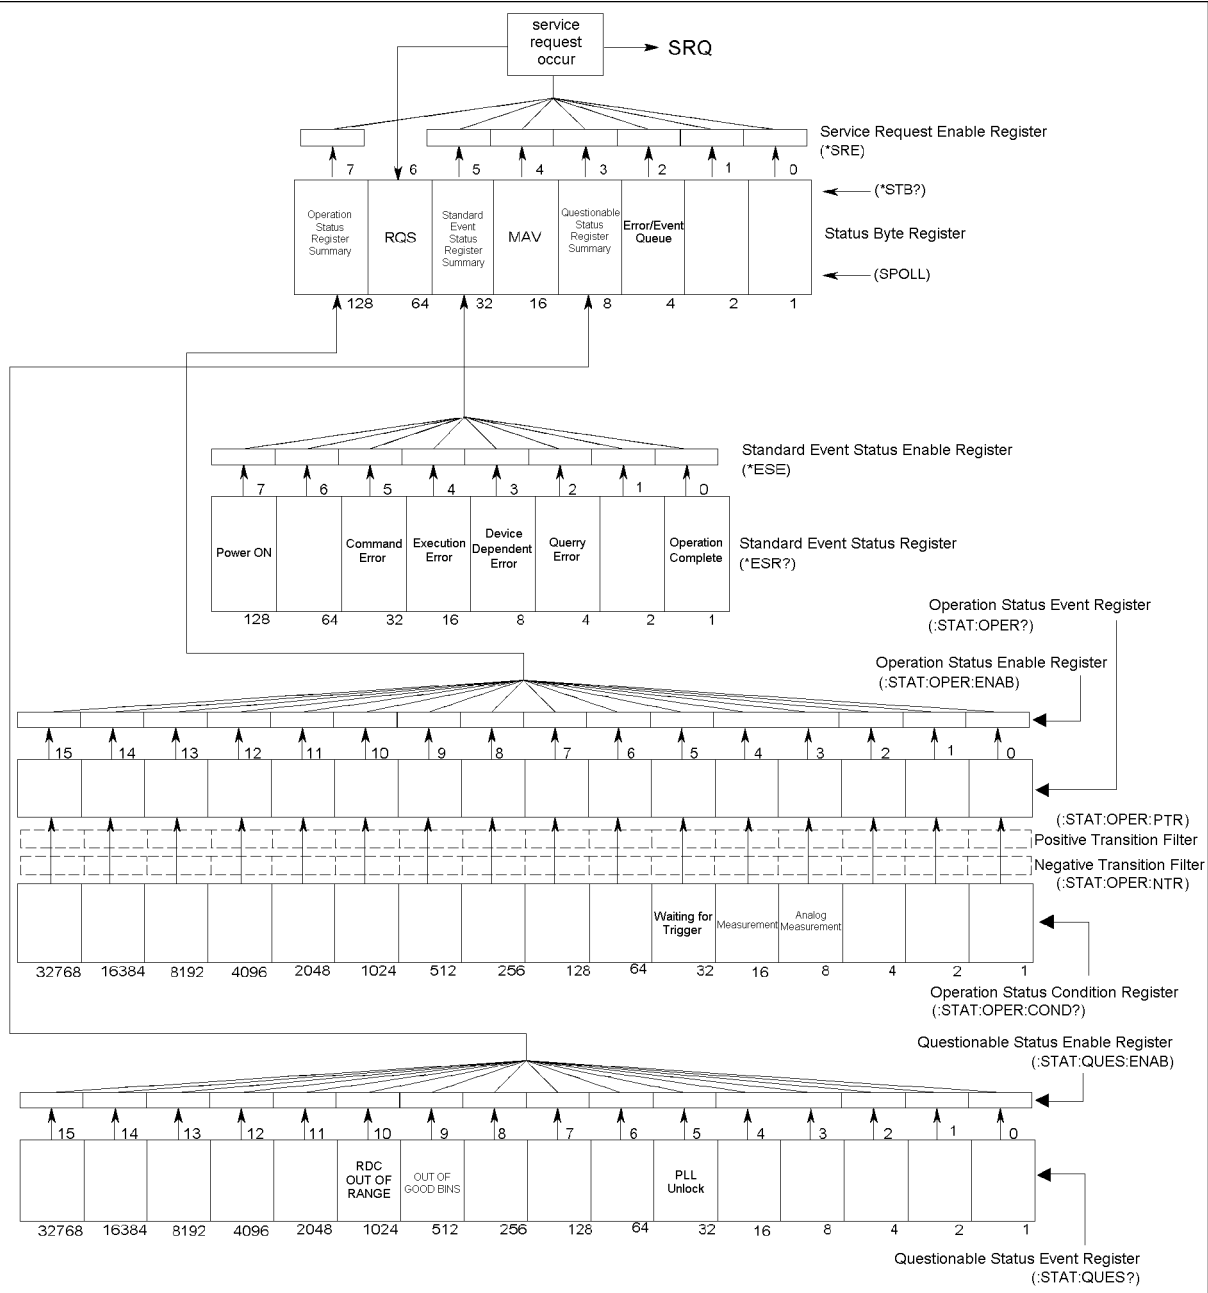 service
request
occur
SRQ
Service Request Enable Register
(*SRE)
7 6 5 4 3 2 1 0
(*STB?)
Operation
Status
Register
Summary
RQS
Standard
Event
Status
Register
Summary
MAV
Questionable
Status
Register
Summary
Error/Event
Queue
Status Byte Register
(SPOLL)
128 64 32 16 8 4 2 1
Standard Event Status Enable Register
(*ESE)
7 6 5 4 3 2 1 0
Power ON
Command
Error
Execution
Error
Device
Dependent
Error
Querry
Error
Operation
Complete
Standard Event Status Register
(*ESR?)
128 64 32 16 8 4 2 1
Operation Status Event Register
(:STAT:OPER?)
Operation Status Enable Register
(:STAT:OPER:ENAB)
15 14 13 12 11 10 9 8 7 6 5 4 3 2 1 0
(:STAT:OPER:PTR)
Positive Transition Filter
Negative Transition Filter
(:STAT:OPER:NTR)
Waiting for
Trigger
Measurement
Analog
Measurement
32768 16384 8192 4096 2048 1024 512 256 128 64 32 16 8 4 2 1
Operation Status Condition Register
(:STAT:OPER:COND?)
Questionable Status Enable Register
(:STAT:QUES:ENAB)
15 14 13 12 11 10 9 8 7 6 5 4 3 2 1 0
RDC
OUT OF
RANGE
OUT OF
GOOD BINS
PLL
Unlock
32768 16384 8192 4096 2048 1024 512 256 128 64 32 16 8 4 2 1
Questionable Status Event Register
(:STAT:QUES?)